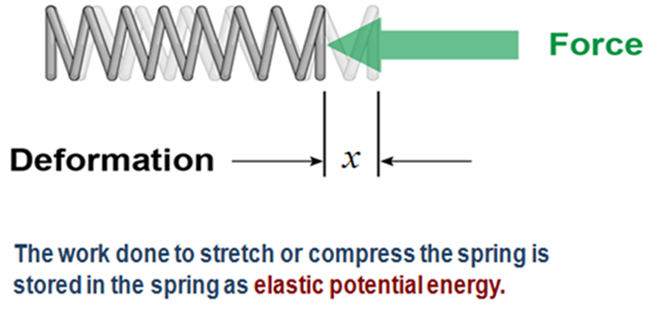 Force
Deformation
x
The work done to stretch or compress the spring is
stored in the spring as elastic potential energy.